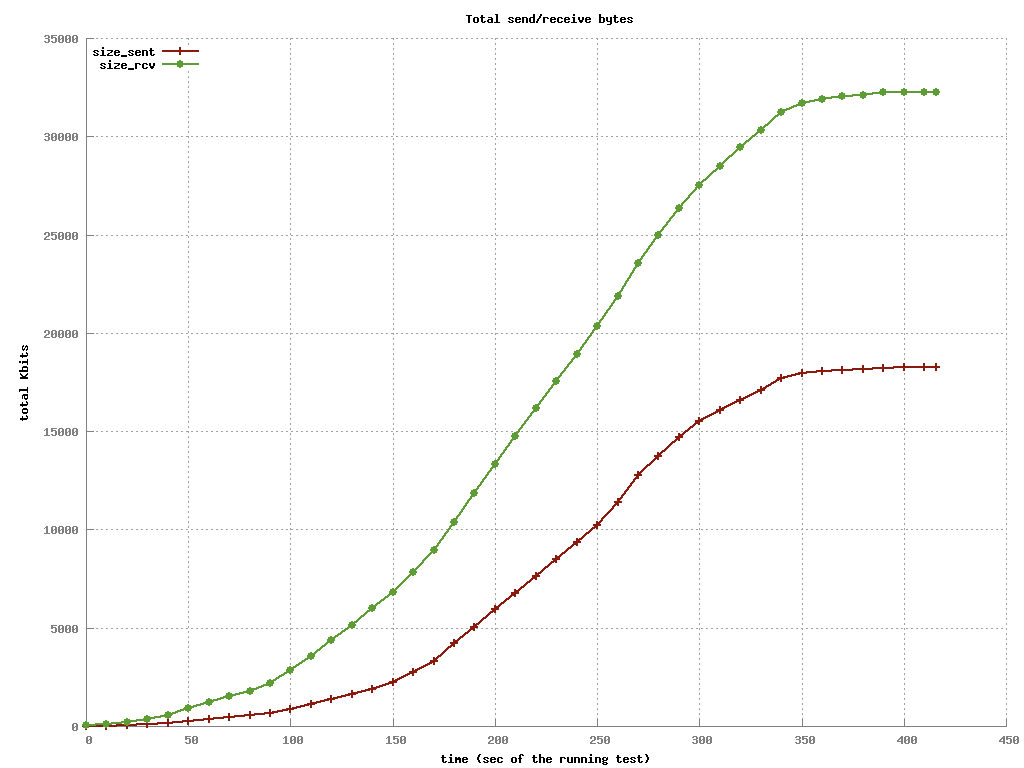 Total send/receive bytes
35000
size_sent
size_rcv
30000
25000
20000
total Kbits
15000
10000
5000
0
0 50 100 150 200 250 300 350 400 450
time (sec of the running test)